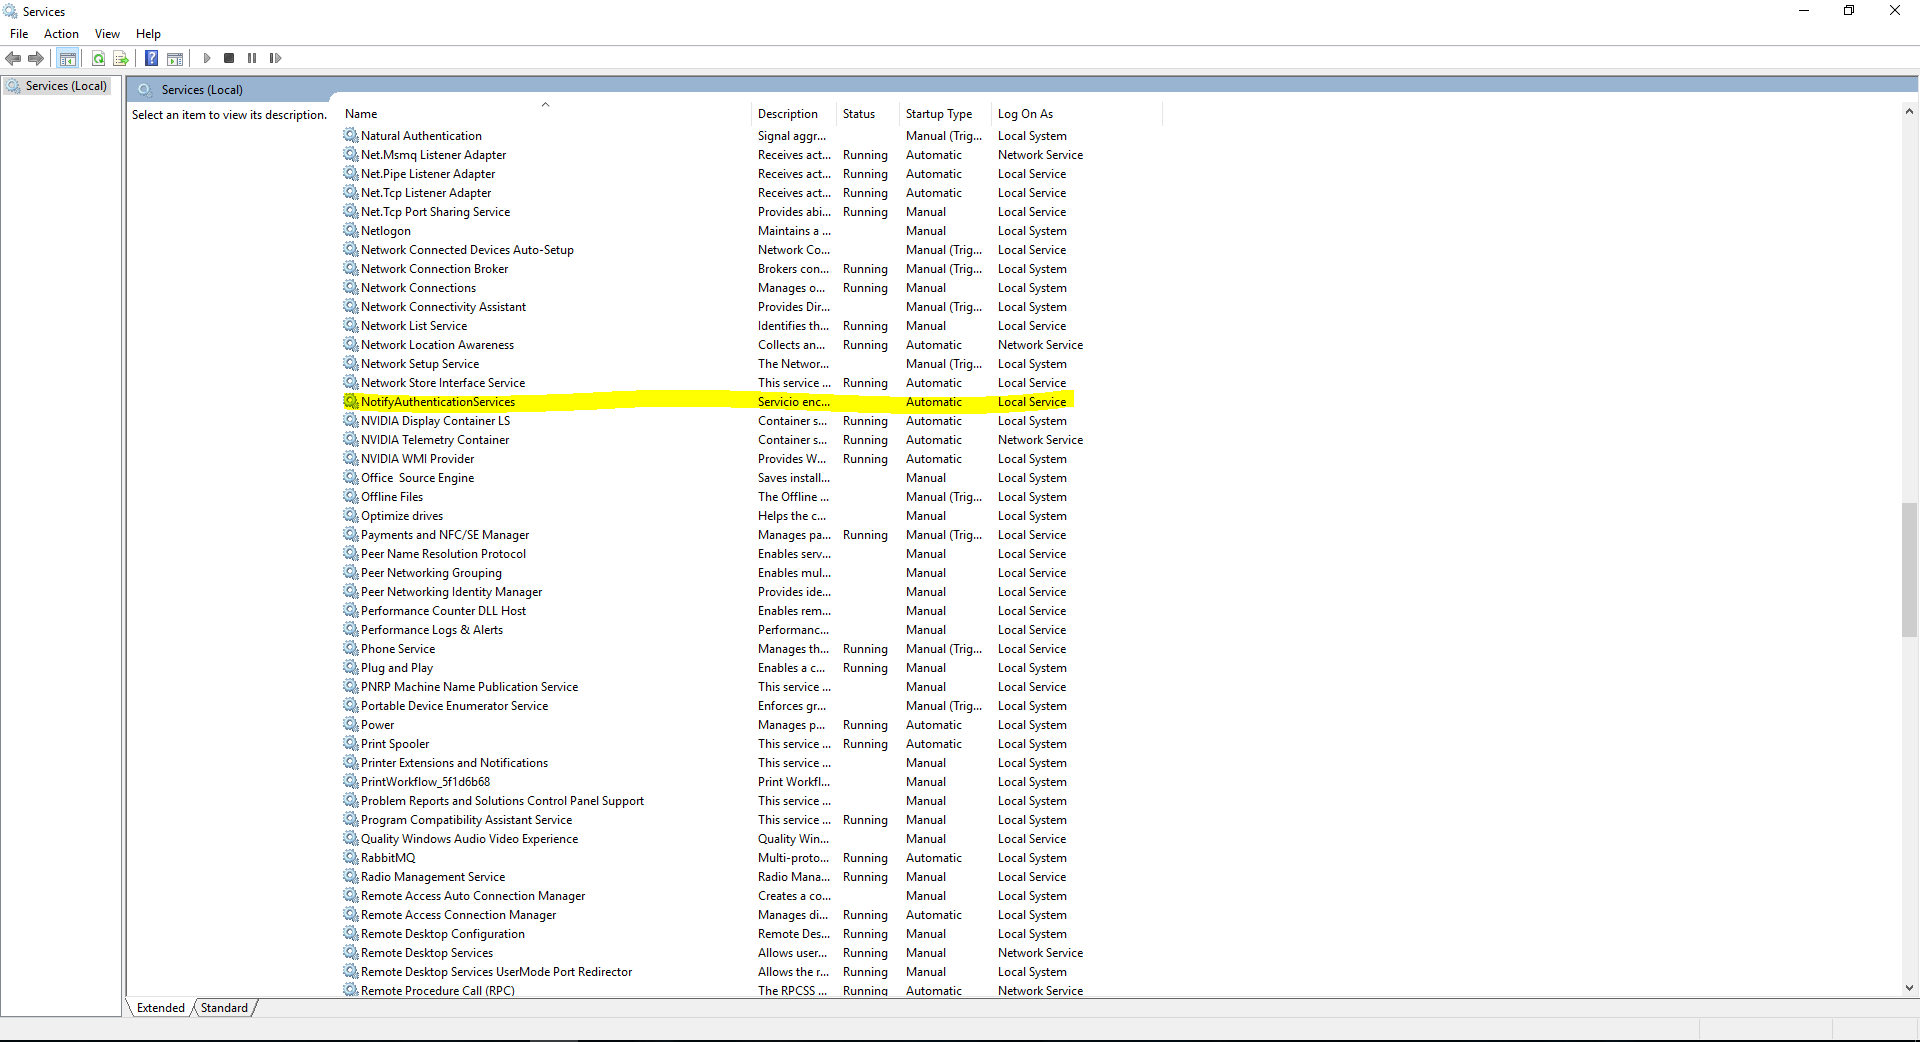 Services
File Action View Help
Services (Local)
Services (Local)
Select an item to view its description.
Name Description Status Startup Type Log On As
Natural Authentication Signal aggr... Manual (Trig... Local System
Net.Msmq Listener Adapter Receives act... Running Automatic Network Service
Net.Pipe Listener Adapter Receives act... Running Automatic Local Service
Net.Tcp Listener Adapter Receives act... Running Automatic Local Service
Net.Tcp Port Sharing Service Provides abi... Running Manual Local Service
Netlogon Maintains a ... Manual Local System
Network Connected Devices Auto-Setup Network Co... Manual (Trig... Local Service
Network Connection Broker Brokers con... Running Manual (Trig... Local System
Network Connections Manages o... Running Manual Local System
Network Connectivity Assistant Provides Dir... Manual (Trig... Local System
Network List Service Identifies th... Running Manual Local Service
Network Location Awareness Collects an... Running Automatic Network Service
Network Setup Service The Networ... Manual (Trig... Local System
Network Store Interface Service This service ... Running Automatic Local Service
NotifyAuthenticationServices Servicio enc... Automatic Local Service
NVIDIA Display Container LS Container s... Running Automatic Local System
NVIDIA Telemetry Container Container s... Running Automatic Network Service
NVIDIA WMI Provider Provides W... Running Automatic Local System
Office  Source Engine Saves install... Manual Local System
Offline Files The Offline ... Manual (Trig... Local System
Optimize drives Helps the c... Manual Local System
Payments and NFC/SE Manager Manages pa... Running Manual (Trig... Local Service
Peer Name Resolution Protocol Enables serv... Manual Local Service
Peer Networking Grouping Enables mul... Manual Local Service
Peer Networking Identity Manager Provides ide... Manual Local Service
Performance Counter DLL Host Enables rem... Manual Local Service
Performance Logs & Alerts Performanc... Manual Local Service
Phone Service Manages th... Running Manual (Trig... Local Service
Plug and Play Enables a c... Running Manual Local System
PNRP Machine Name Publication Service This service ... Manual Local Service
Portable Device Enumerator Service Enforces gr... Manual (Trig... Local System
Power Manages p... Running Automatic Local System
Print Spooler This service ... Running Automatic Local System
Printer Extensions and Notifications This service ... Manual Local System
PrintWorkflow_5f1d6b68 Print Workfl... Manual Local System
Problem Reports and Solutions Control Panel Support This service ... Manual Local System
Program Compatibility Assistant Service This service ... Running Manual Local System
Quality Windows Audio Video Experience Quality Win... Manual Local Service
RabbitMQ Multi-proto... Running Automatic Local System
Radio Management Service Radio Mana... Running Manual Local Service
Remote Access Auto Connection Manager Creates a co... Manual Local System
Remote Access Connection Manager Manages di... Running Automatic Local System
Remote Desktop Configuration Remote Des... Running Manual Local System
Remote Desktop Services Allows user... Running Manual Network Service
Remote Desktop Services UserMode Port Redirector Allows the r... Running Manual Local System
Remote Procedure Call (RPC) The RPCSS ... Running Automatic Network Service
Extended Standard